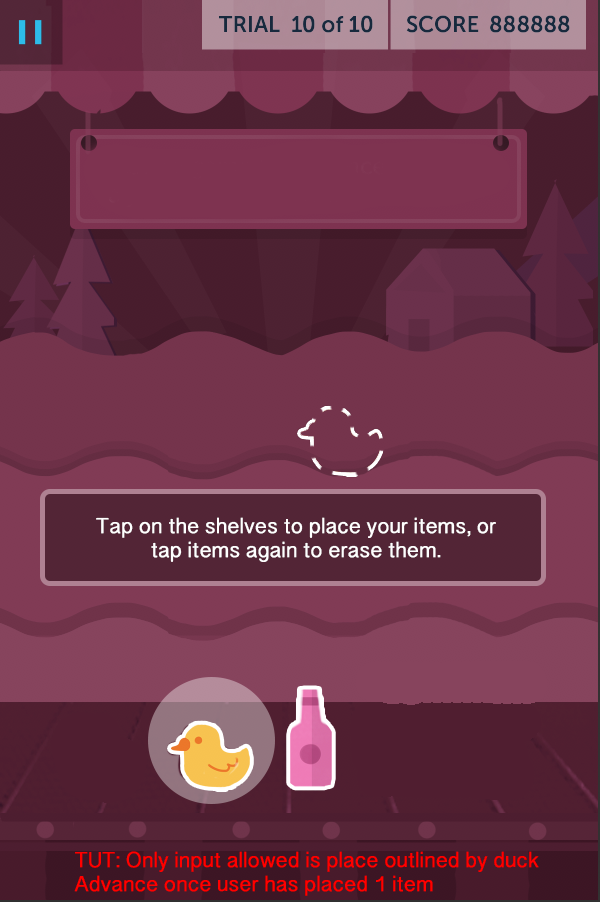 TRIAL 10 of 10 SCORE 888888
Tap on the shelves to place your items, or
tap items again to erase them.
TUT: Only input allowed is place outlined by duck
Advance once user has placed 1 item